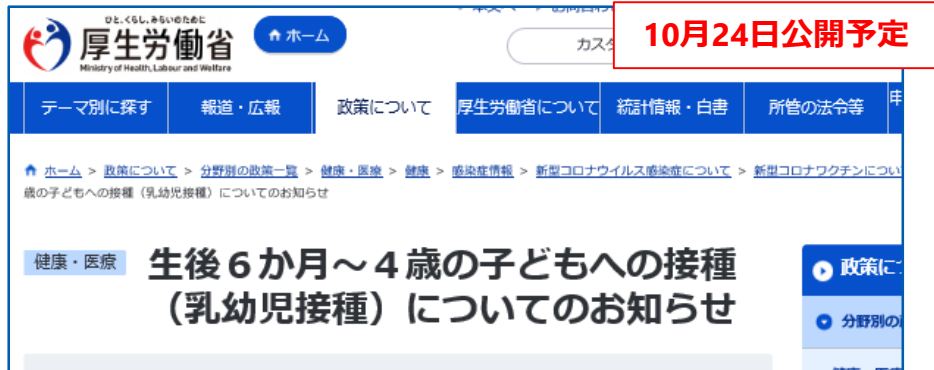 ひと、くらし、みらいのために
厚生労働省
Ministry of Health, Labour and Welfare
ホーム
10月24日公開予定
テーマ別に探す
報道・広報
政策について
厚生労働省について
統計情報・白書
所管の法令等
ホーム > 政策について > 分野別の政策一覧 > 健康・医療 > 健康 > 感染症情報 > 新型コロナウイルス感染症について > 新型コロナワクチンについ
歳の子どもへの接種（乳幼児接種）についてのお知らせ
健康・医療
生後６か月～４歳の子どもへの接種
（乳幼児接種）についてのお知らせ
政策に
分野別の